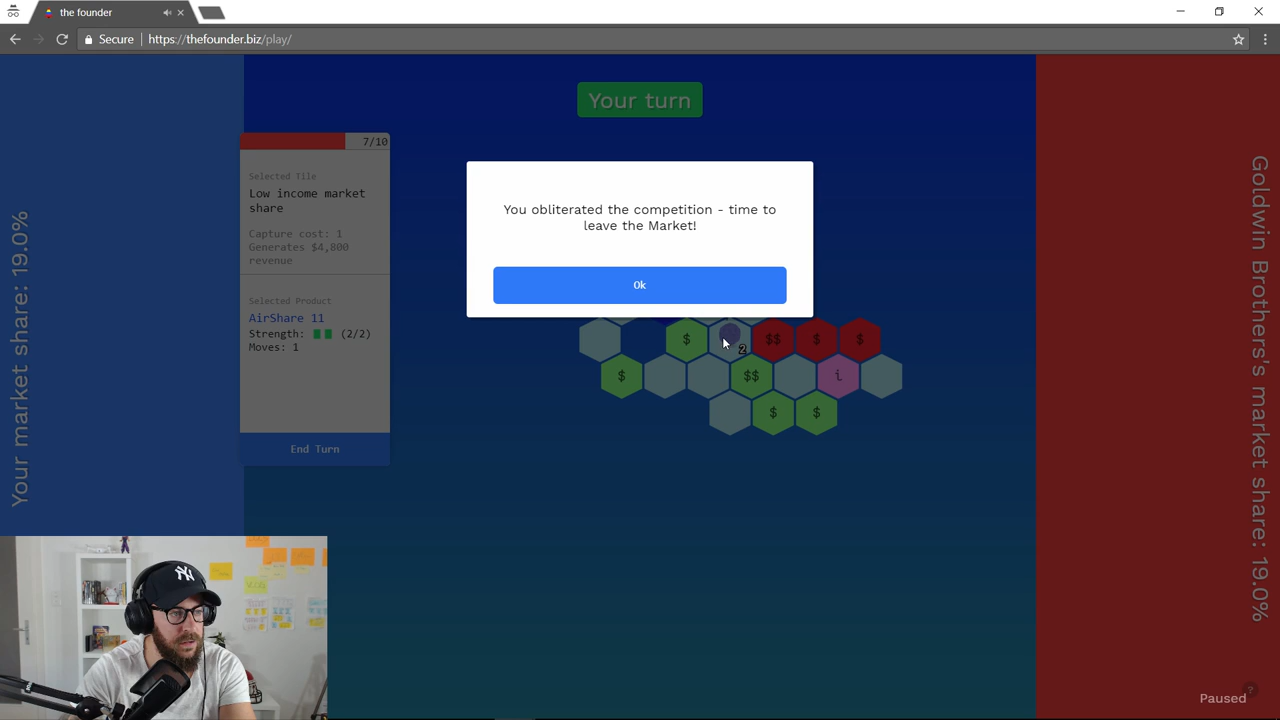 the founder
Secure
https://thefounder.biz/play/
Your turn
7/10
Selected Tile
Low income market
share
Capture cost: 1
Generates $4,800
revenue
Selected Product
AirShare 11
Strength: (2/2)
Moves: 1
End Turn
You obliterated the competition - time to
leave the Market!
Ok
Your market share: 19.0%
Goldwin Brothers's market share: 19.0%
$
2
$$
$
$
$
$$
i
$
$
NY
Paused
?